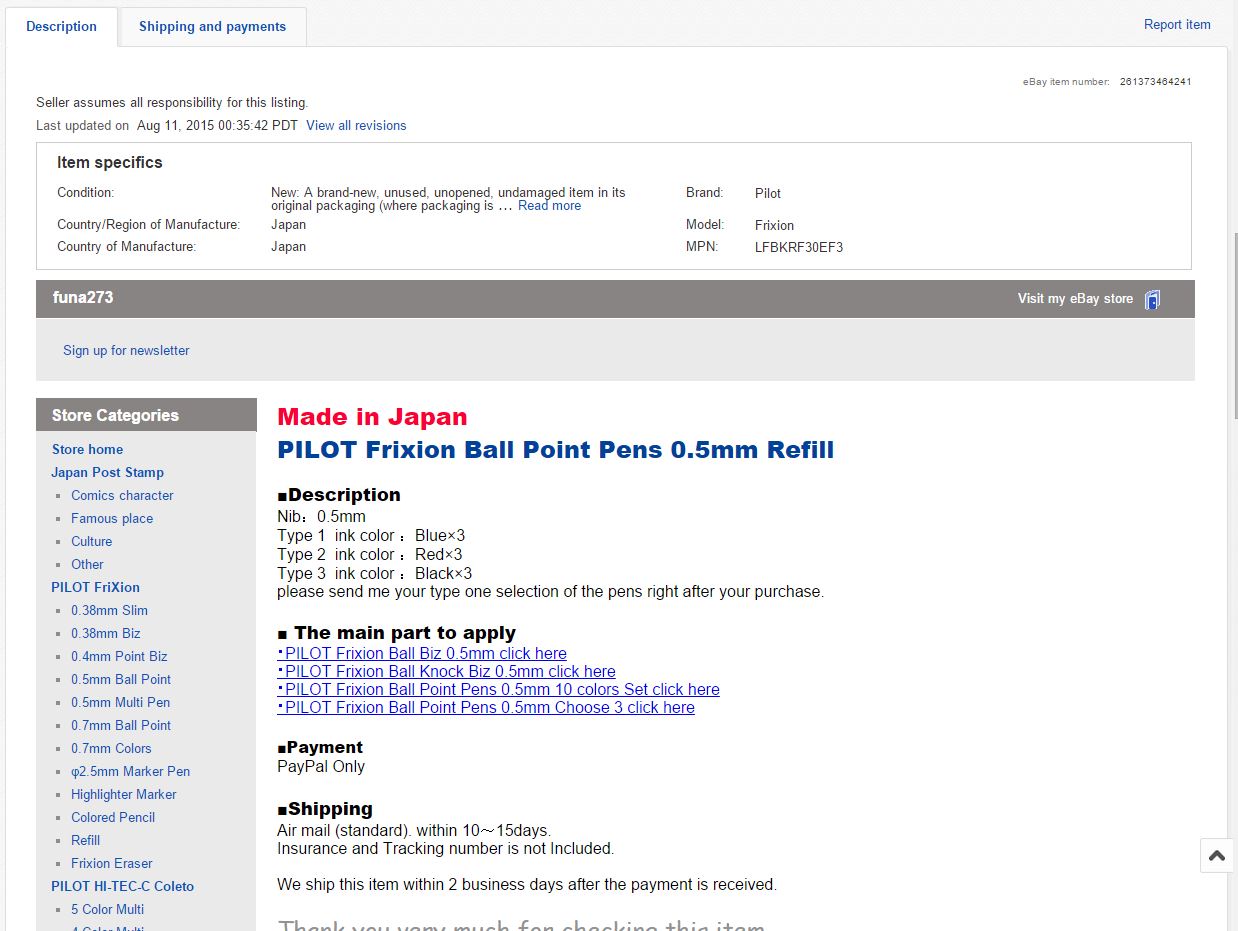 Description
Shipping and payments
Report item
eBay item number: 261373464241
Seller assumes all responsibility for this listing.
Last updated on Aug 11, 2015 00:35:42 PDT View all revisions
Item specifics
Condition:
New: A brand-new, unused, unopened, undamaged item in its
original packaging (where packaging is … Read more
Brand:
Pilot
Country/Region of Manufacture:
Japan
Model:
Frixion
Country of Manufacture:
Japan
MPN:
LFBKRF30EF3
funa273
Visit my eBay store
Sign up for newsletter
Store Categories
Store home
Japan Post Stamp
Comics character
Famous place
Culture
Other
PILOT FriXion
0.38mm Slim
0.38mm Biz
0.4mm Point Biz
0.5mm Ball Point
0.5mm Multi Pen
0.7mm Ball Point
0.7mm Colors
φ2.5mm Marker Pen
Highlighter Marker
Colored Pencil
Refill
Frixion Eraser
PILOT HI-TEC-C Coleto
5 Color Multi
4 Color Multi
Made in Japan
PILOT Frixion Ball Point Pens 0.5mm Refill
■Description
Nib：0.5mm
Type 1 ink color：Blue×3
Type 2 ink color：Red×3
Type 3 ink color：Black×3
please send me your type one selection of the pens right after your purchase.
■ The main part to apply
・PILOT Frixion Ball Biz 0.5mm click here
・PILOT Frixion Ball Knock Biz 0.5mm click here
・PILOT Frixion Ball Point Pens 0.5mm 10 colors Set click here
・PILOT Frixion Ball Point Pens 0.5mm Choose 3 click here
■Payment
PayPal Only
■Shipping
Air mail (standard). within 10～15days.
Insurance and Tracking number is not Included.
We ship this item within 2 business days after the payment is received.
Thank you very much for checking this item